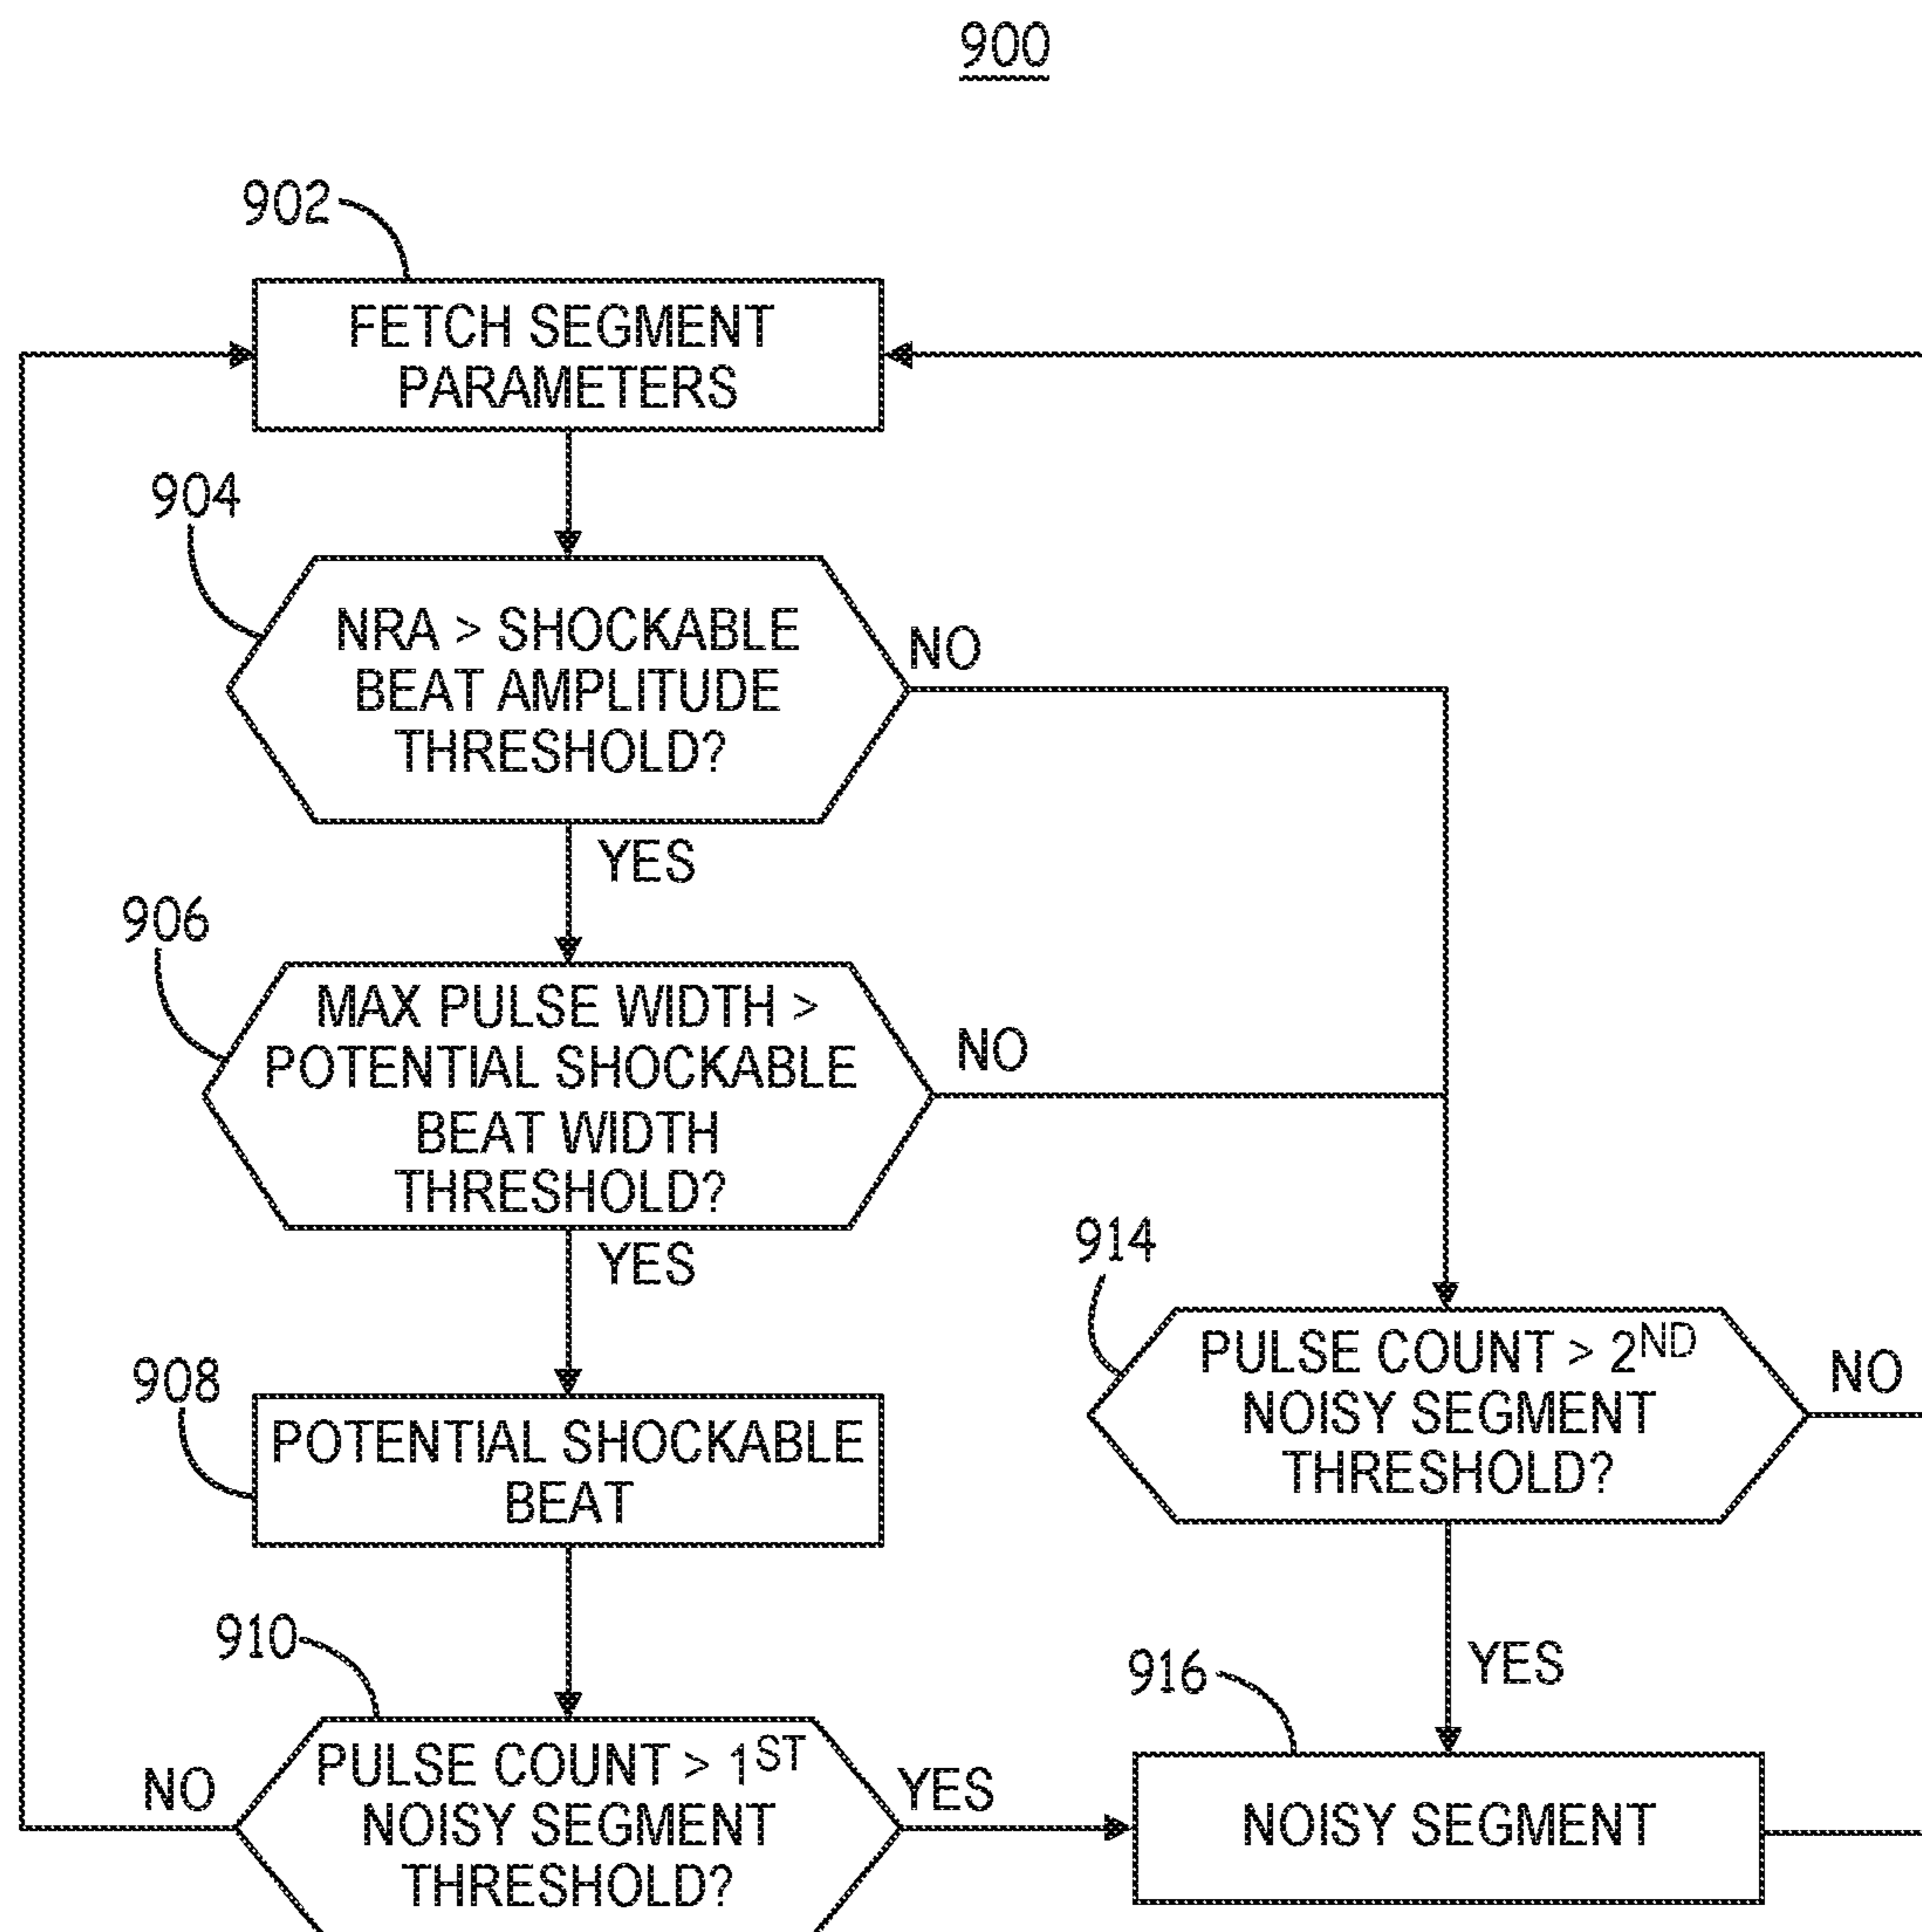 900
902
FETCH SEGMENT
PARAMETERS
904
NRA > SHOCKABLE
BEAT AMPLITUDE
THRESHOLD?
NO
YES
906
MAX PULSE WIDTH >
POTENTIAL SHOCKABLE
BEAT WIDTH
THRESHOLD?
NO
YES
914
PULSE COUNT > 2ND
NOISY SEGMENT
THRESHOLD?
NO
YES
908
POTENTIAL SHOCKABLE
BEAT
910
PULSE COUNT > 1ST
NOISY SEGMENT
THRESHOLD?
NO
YES
916
NOISY SEGMENT